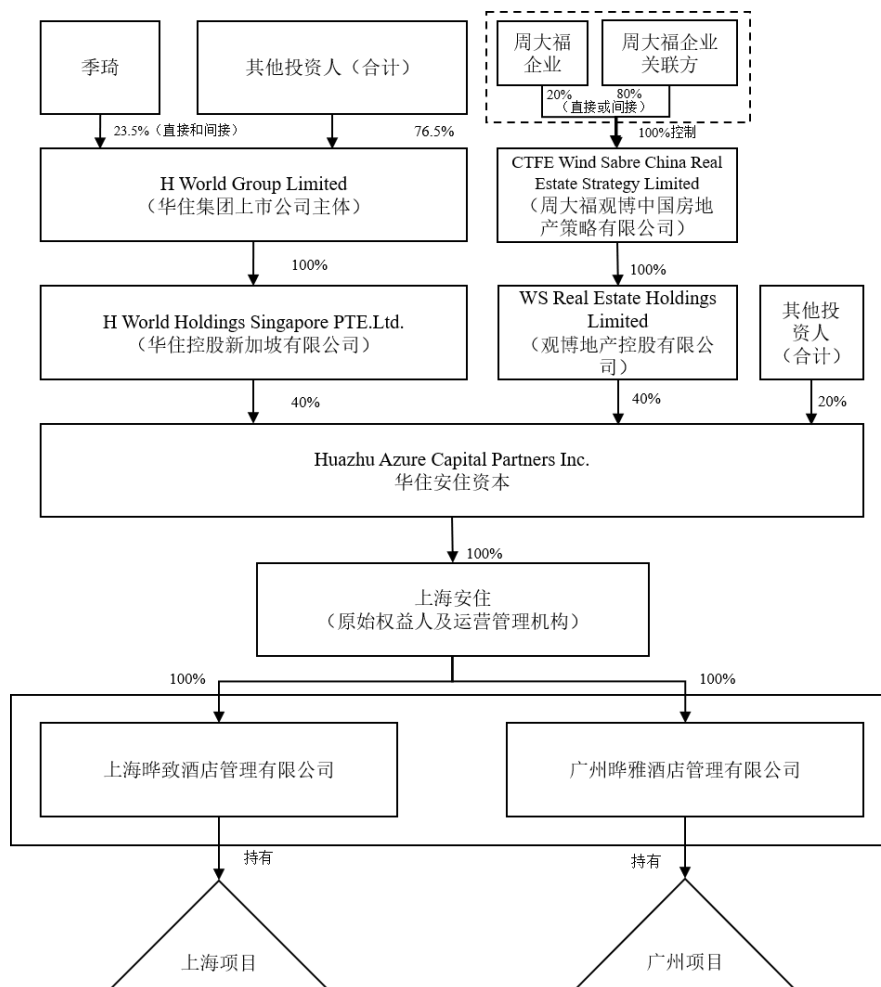 季琦
其他投资人（合计）
周大福
企业
周大福企业
关联方
20%
80%
（直接或间接）
23.5%（直接和间接）
76.5%
100%控制
H World Group Limited
（华住集团上市公司主体）
CTFE Wind Sabre China Real
Estate Strategy Limited
（周大福观博中国房地
产策略有限公司）
100%
100%
H World Holdings Singapore PTE.Ltd.
（华住控股新加坡有限公司）
WS Real Estate Holdings
Limited
（观博地产控股有限公
司）
其他投
资人
（合计）
40%
40%
20%
Huazhu Azure Capital Partners Inc.
华住安住资本
100%
上海安住
（原始权益人及运营管理机构）
100%
100%
上海晔致酒店管理有限公司
广州晔雅酒店管理有限公司
持有
持有
上海项目
广州项目